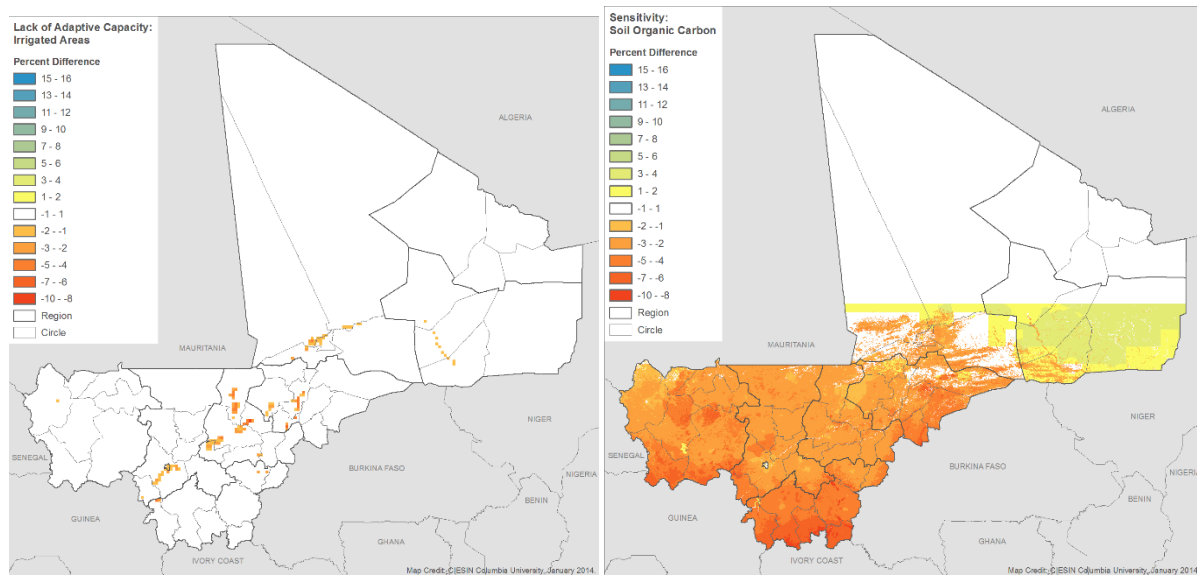 Lack of Adaptive Capacity:
Irrigated Areas
Percent Difference
15 - 16
13 - 14
11 - 12
9 - 10
7 - 8
5 - 6
3 - 4
1 - 2
-1 - 1
-2 - -1
-3 - -2
-5 - -4
-7 - -6
-10 - -8
Region
Circle
ALGERIA
MAURITANIA
NIGER
SENEGAL
BURKINA FASO
NIGERIA
BENIN
GUINEA
GHANA
IVORY COAST
Map Credit: CIESIN Columbia University, January 2014.
Sensitivity:
Soil Organic Carbon
Percent Difference
15 - 16
13 - 14
11 - 12
9 - 10
7 - 8
5 - 6
3 - 4
1 - 2
-1 - 1
-2 - -1
-3 - -2
-5 - -4
-7 - -6
-10 - -8
Region
Circle
ALGERIA
MAURITANIA
NIGER
SENEGAL
BURKINA FASO
NIGERIA
BENIN
GUINEA
GHANA
IVORY COAST
Map Credit: CIESIN Columbia University, January 2014.